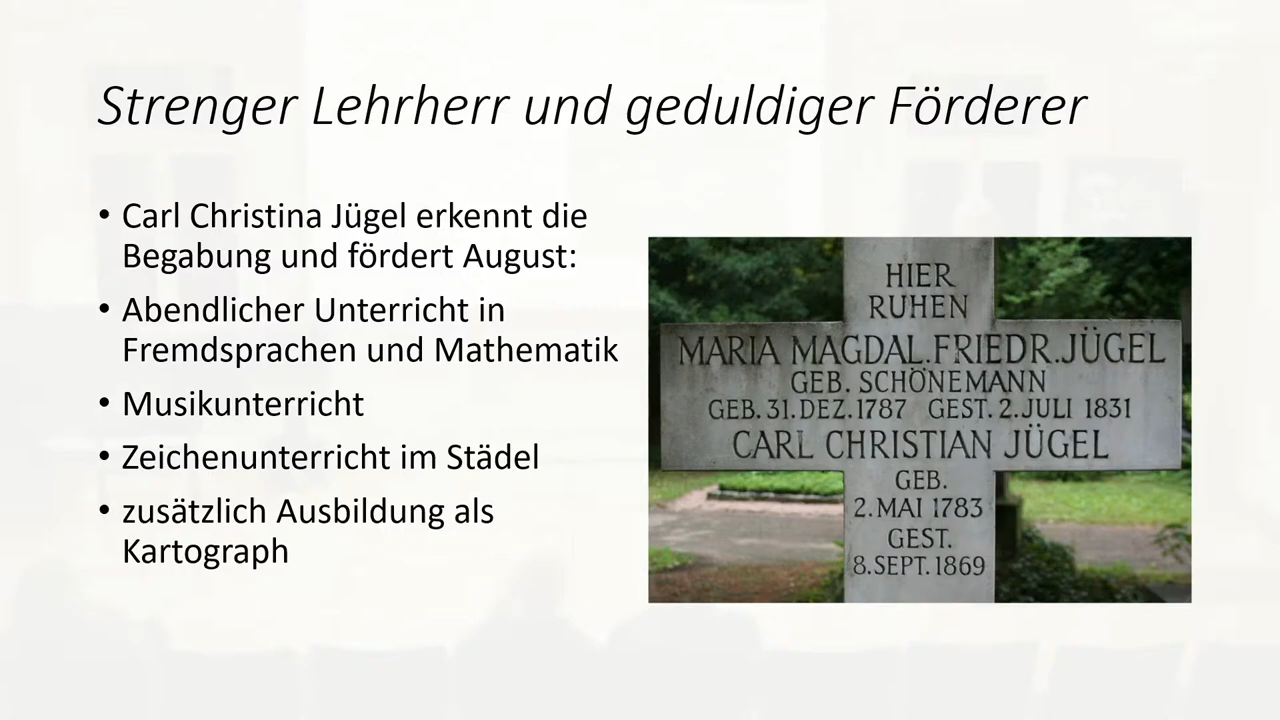 Strenger Lehrherr und geduldiger Förderer
• Carl Christina Jügel erkennt die
Begabung und fördert August:
• Abendlicher Unterricht in
Fremdsprachen und Mathematik
• Musikunterricht
• Zeichenunterricht im Städel
• zusätzlich Ausbildung als
Kartograph
HIER
RUHEN
MARIA MAGDAL.FRIEDR.JÜGEL
GEB. SCHÖNEMANN
GEB. 31. DEZ. 1787 GEST. 2. JULI 1831
CARL CHRISTIAN JÜGEL
GEB.
2. MAI 1783
GEST.
8. SEPT. 1869